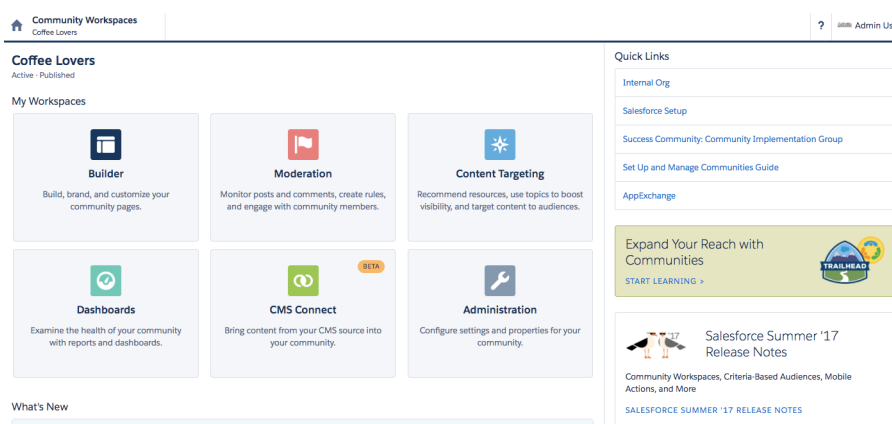 Community Workspaces
Coffee Lovers
?
Admin Us
Coffee Lovers
Active · Published
My Workspaces
Builder
Build, brand, and customize your
community pages.
Moderation
Monitor posts and comments, create rules,
and engage with community members.
Content Targeting
Recommend resources, use topics to boost
visibility, and target content to audiences.
Dashboards
Examine the health of your community
with reports and dashboards.
BETA
CMS Connect
Bring content from your CMS source into
your community.
Administration
Configure settings and properties for your
community.
What's New
Quick Links
Internal Org
Salesforce Setup
Success Community: Community Implementation Group
Set Up and Manage Communities Guide
AppExchange
Expand Your Reach with
Communities
START LEARNING >
TRAILHEAD
'17
Salesforce Summer '17
Release Notes
Community Workspaces, Criteria-Based Audiences, Mobile
Actions, and More
SALESFORCE SUMMER '17 RELEASE NOTES